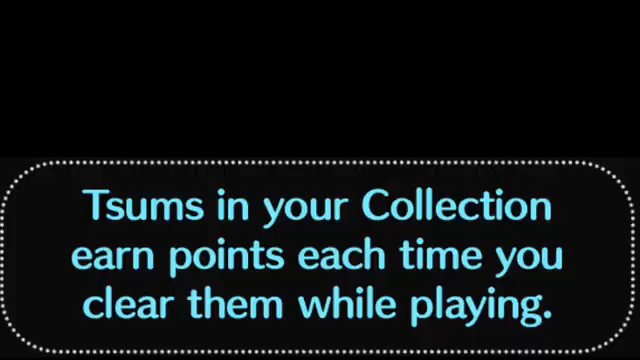 Tsums in your Collection
earn points each time you
clear them while playing.